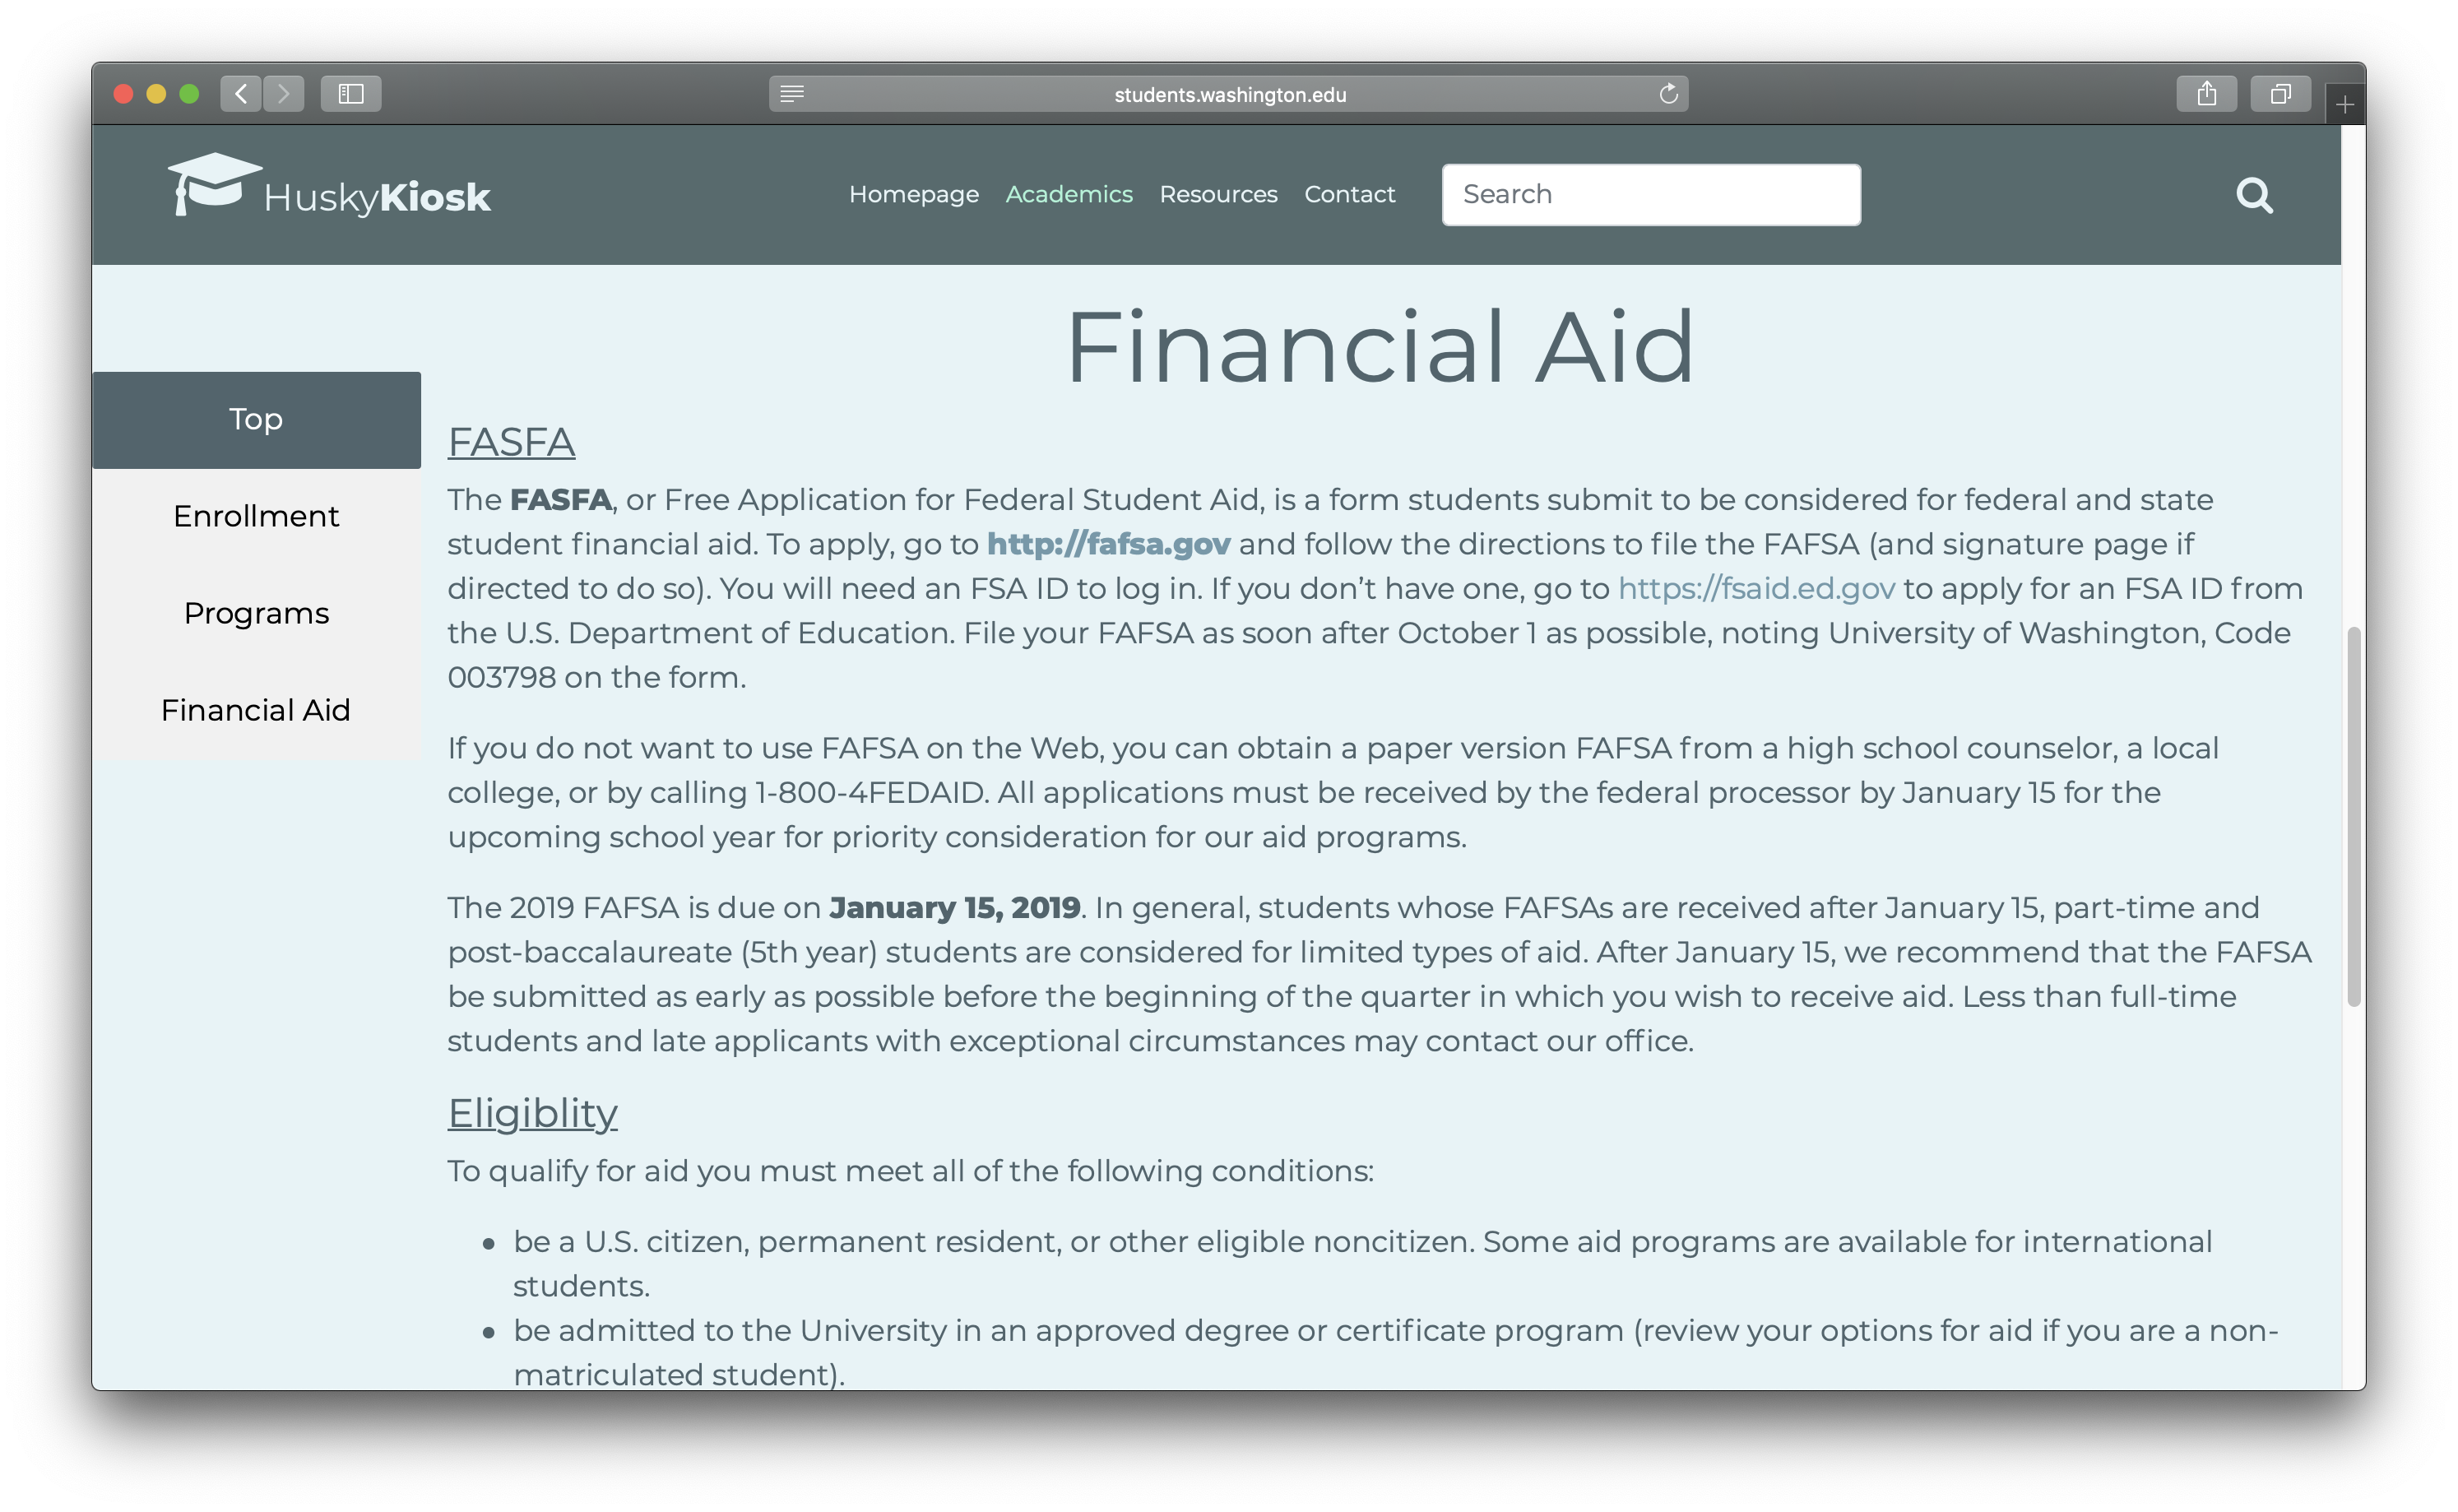 students.washington.edu
HuskyKiosk
Homepage Academics Resources Contact Search
Financial Aid
Top
Enrollment
Programs
Financial Aid
FASFA
The FASFA, or Free Application for Federal Student Aid, is a form students submit to be considered for federal and state
student financial aid. To apply, go to http://fafsa.gov and follow the directions to file the FAFSA (and signature page if
directed to do so). You will need an FSA ID to log in. If you don’t have one, go to https://fsaid.ed.gov to apply for an FSA ID from
the U.S. Department of Education. File your FAFSA as soon after October 1 as possible, noting University of Washington, Code
003798 on the form.
If you do not want to use FAFSA on the Web, you can obtain a paper version FAFSA from a high school counselor, a local
college, or by calling 1-800-4FEDAID. All applications must be received by the federal processor by January 15 for the
upcoming school year for priority consideration for our aid programs.
The 2019 FAFSA is due on January 15, 2019. In general, students whose FAFSAs are received after January 15, part-time and
post-baccalaureate (5th year) students are considered for limited types of aid. After January 15, we recommend that the FAFSA
be submitted as early as possible before the beginning of the quarter in which you wish to receive aid. Less than full-time
students and late applicants with exceptional circumstances may contact our office.
Eligiblity
To qualify for aid you must meet all of the following conditions:
• be a U.S. citizen, permanent resident, or other eligible noncitizen. Some aid programs are available for international
students.
• be admitted to the University in an approved degree or certificate program (review your options for aid if you are a non-
matriculated student).